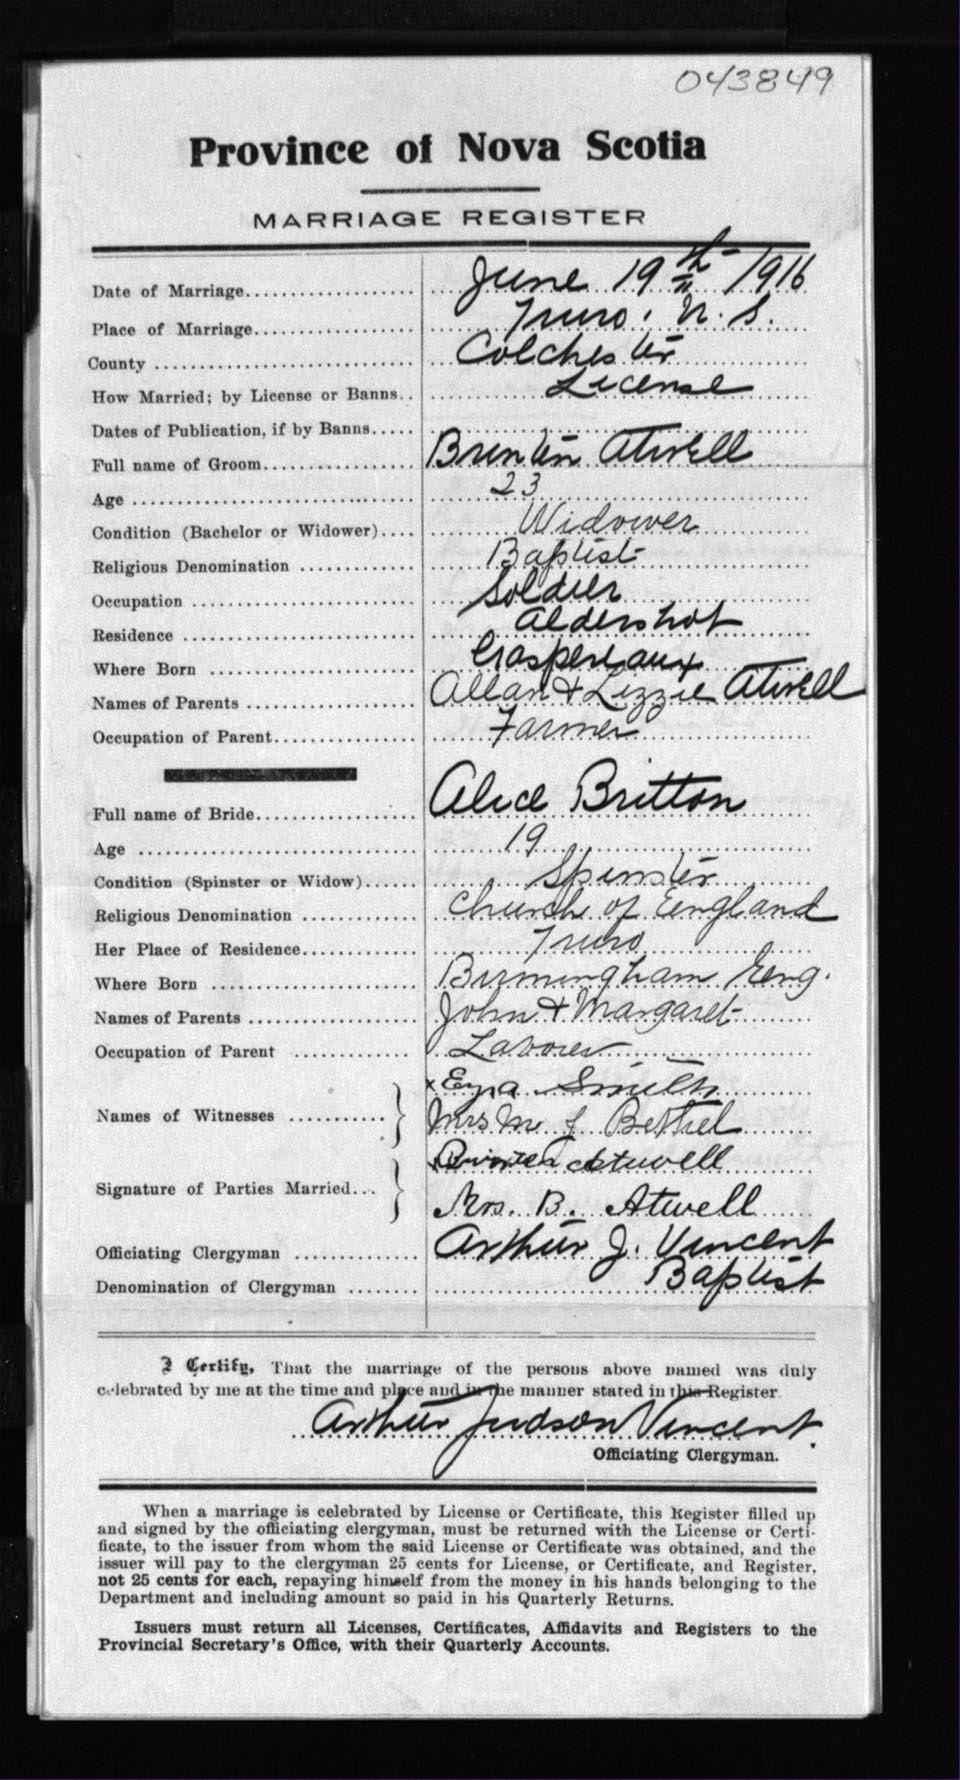 043849
Province of Nova Scotia
MARRIAGE REGISTER
Date of Marriage.................... June 19th 1916
Place of Marriage................... Truro, N.S.
County .............................. Colchester
How Married; by License or Banns.. License
Dates of Publication, if by Banns.....
Full name of Groom.................. Brenton Atwell
Age ................................. 23
Condition (Bachelor or Widower).... Widower
Religious Denomination ............. Baptist
Occupation .......................... Soldier
Residence ........................... Aldershot
Where Born ........................ Gaspereaux
Names of Parents .................... Allan & Lizzie Atwell
Occupation of Parent................. Farmer
Full name of Bride................... Alice Britton
Age ................................. 19
Condition (Spinster or Widow)...... Spinster
Religious Denomination ............. Church of England
Her Place of Residence.............. Truro
Where Born ........................ Birmingham Eng.
Names of Parents .................... John & Margaret
Occupation of Parent ............. Laborer
Names of Witnesses ........... x Ezra Smith
Mrs M J Bethel
Signature of Parties Married... x Atwell
Mrs. B. Atwell
Officiating Clergyman .............. Arthur J. Vincent
Denomination of Clergyman ........ Baptist
I Certify, That the marriage of the persons above named was duly
celebrated by me at the time and place and in the manner stated in this Register.
Arthur Judson Vincent.
Officiating Clergyman.
When a marriage is celebrated by License or Certificate, this Register filled up
and signed by the officiating clergyman, must be returned with the License or Certi-
ficate, to the issuer from whom the said License or Certificate was obtained, and the
issuer will pay to the clergyman 25 cents for License, or Certificate, and Register,
not 25 cents for each, repaying himself from the money in his hands belonging to the
Department and including amount so paid in his Quarterly Returns.
Issuers must return all Licenses, Certificates, Affidavits and Registers to the
Provincial Secretary's Office, with their Quarterly Accounts.